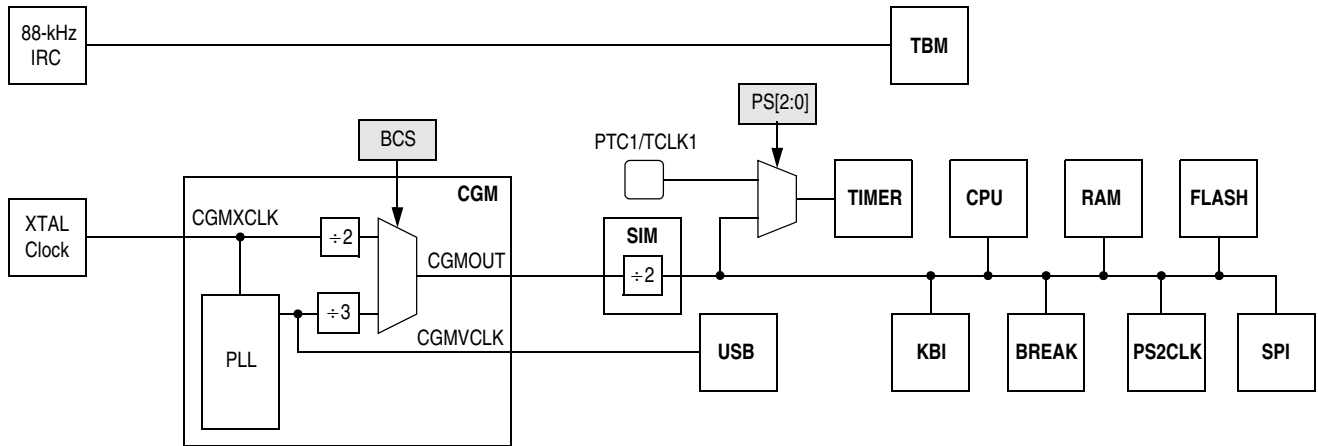 88-kHz
IRC
TBM
PS[2:0]
BCS
PTC1/TCLK1
CGM
TIMER
CPU
RAM
FLASH
XTAL
Clock
CGMXCLK
÷2
SIM
CGMOUT
÷2
÷3
CGMVCLK
PLL
USB
KBI
BREAK
PS2CLK
SPI